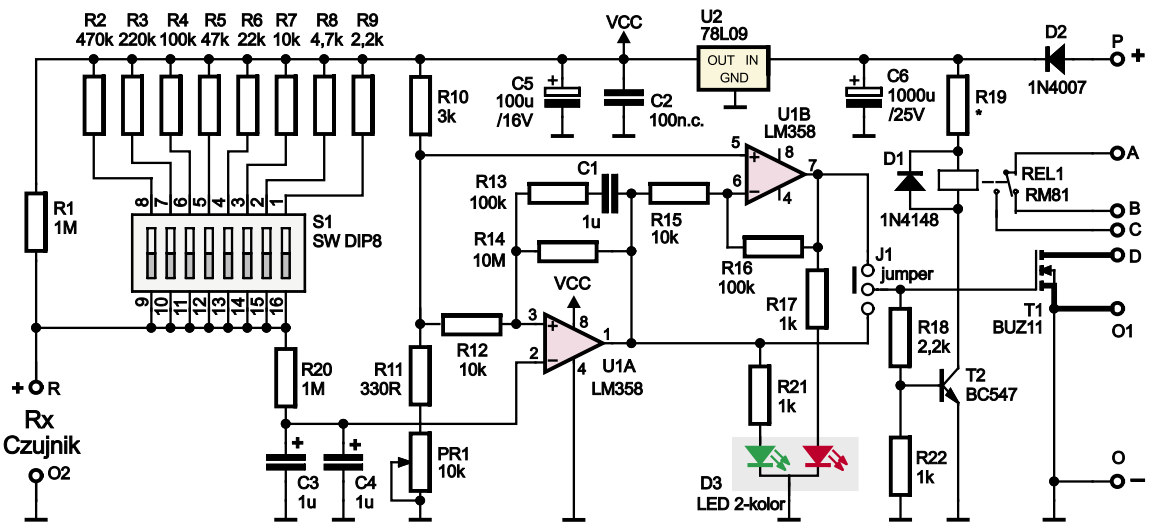 R2 R3 R4 R5 R6 R7 R8 R9
470k 220k 100k 47k 22k 10k 4,7k 2,2k
VCC
U2
78L09
OUT IN
GND
D2
1N4007
P +
R10
3k
+
C5
100u
/16V
C2
100n.c.
+
C6
1000u
/25V
R19
*
U1B
LM358
5
6
7
8
4
+
−
D1
1N4148
REL1
RM81
A
B
C
D
R1
1M
8 7 6 5 4 3 2 1
S1
SW DIP8
9 10 11 12 13 14 15 16
R13
100k
C1
1u
R14
10M
R15
10k
R16
100k
R17
1k
J1
jumper
VCC
R12
10k
3
2
8
4
1
+
−
U1A
LM358
R11
330R
R18
2,2k
T1
BUZ11
O1
R20
1M
R21
1k
T2
BC547
+ R
Rx
Czujnik
O2
+
C3
1u
+
C4
1u
PR1
10k
D3
LED 2-kolor
R22
1k
O
−